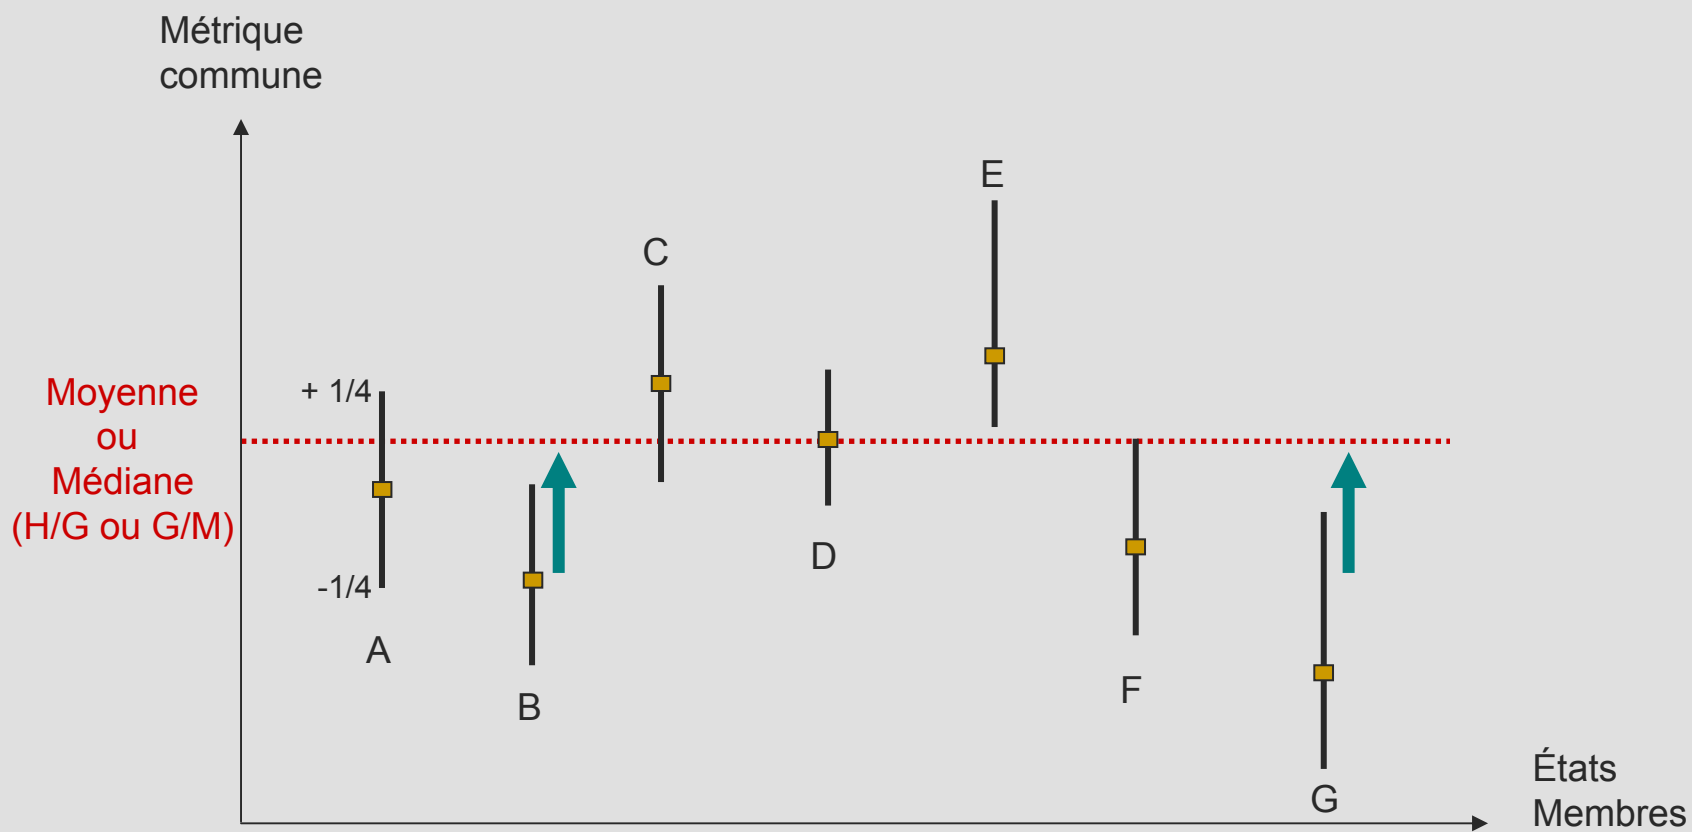 Métrique
commune
E
C
Moyenne
ou
Médiane
(H/G ou G/M)
+ 1/4
-1/4
A
B
D
F
G
États
Membres